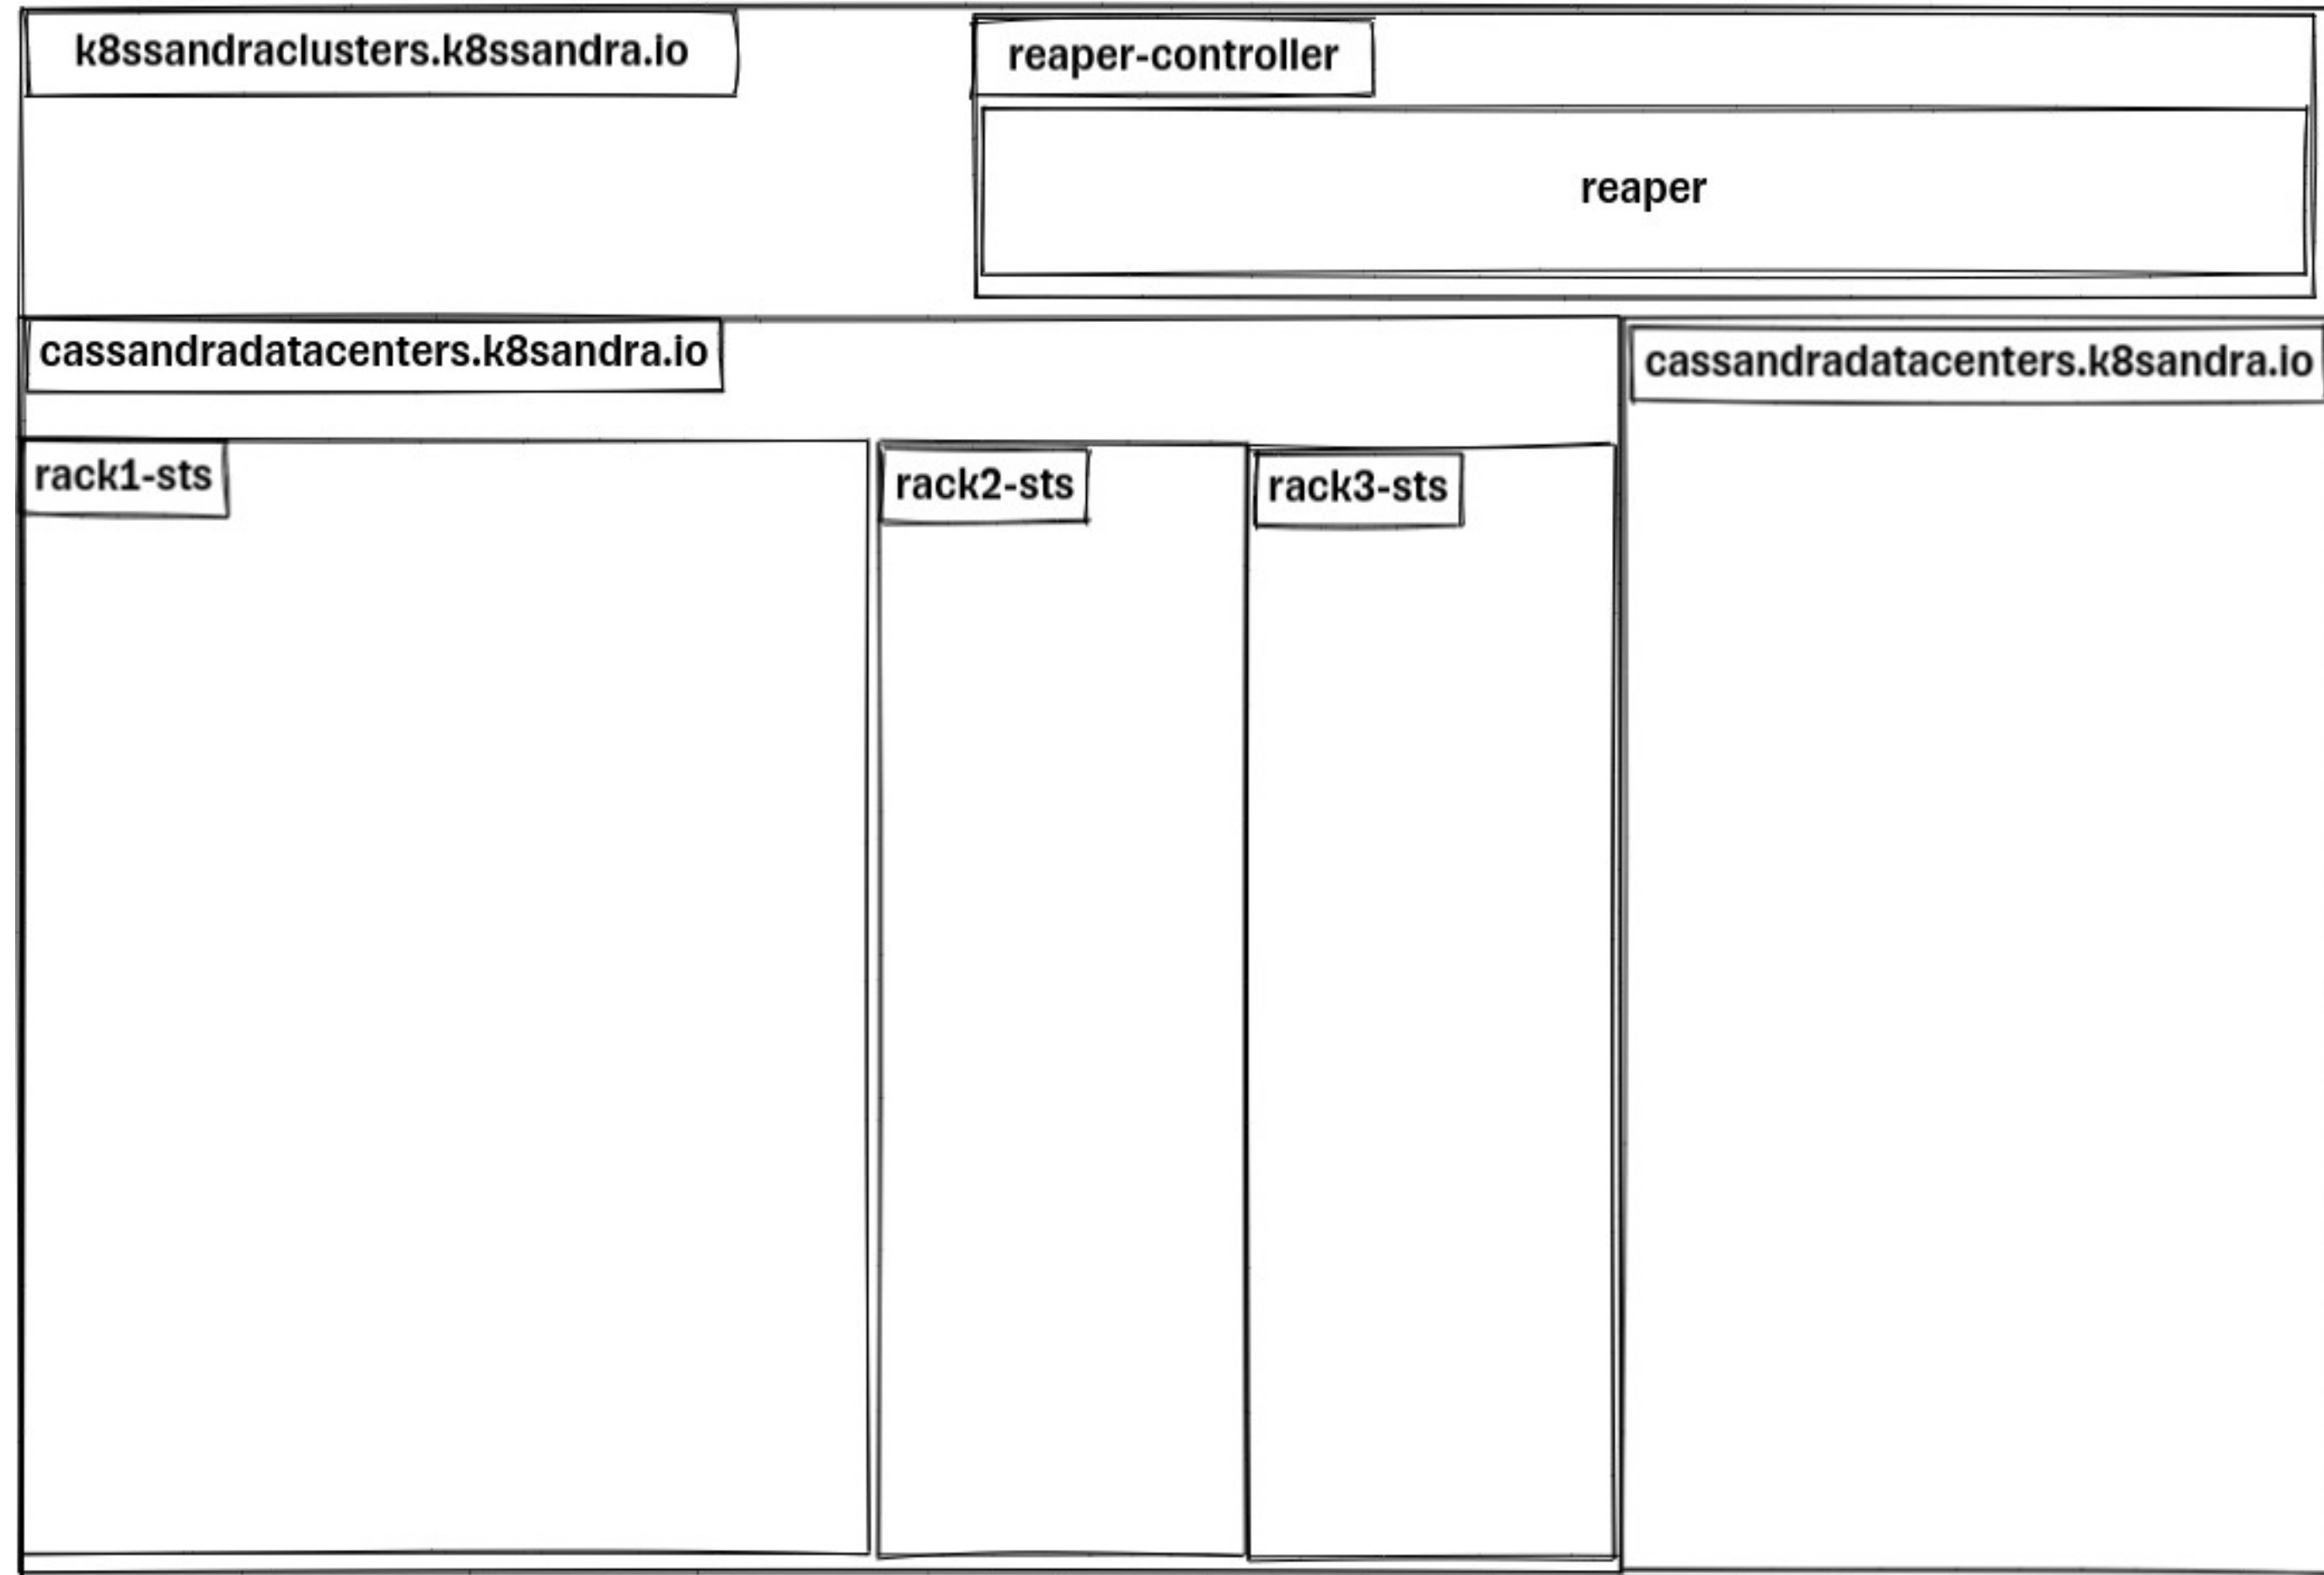 k8ssandraclusters.k8ssandra.io
reaper-controller
reaper
cassandradatacenters.k8sandra.io
cassandradatacenters.k8sandra.io
rack1-sts
rack2-sts
rack3-sts